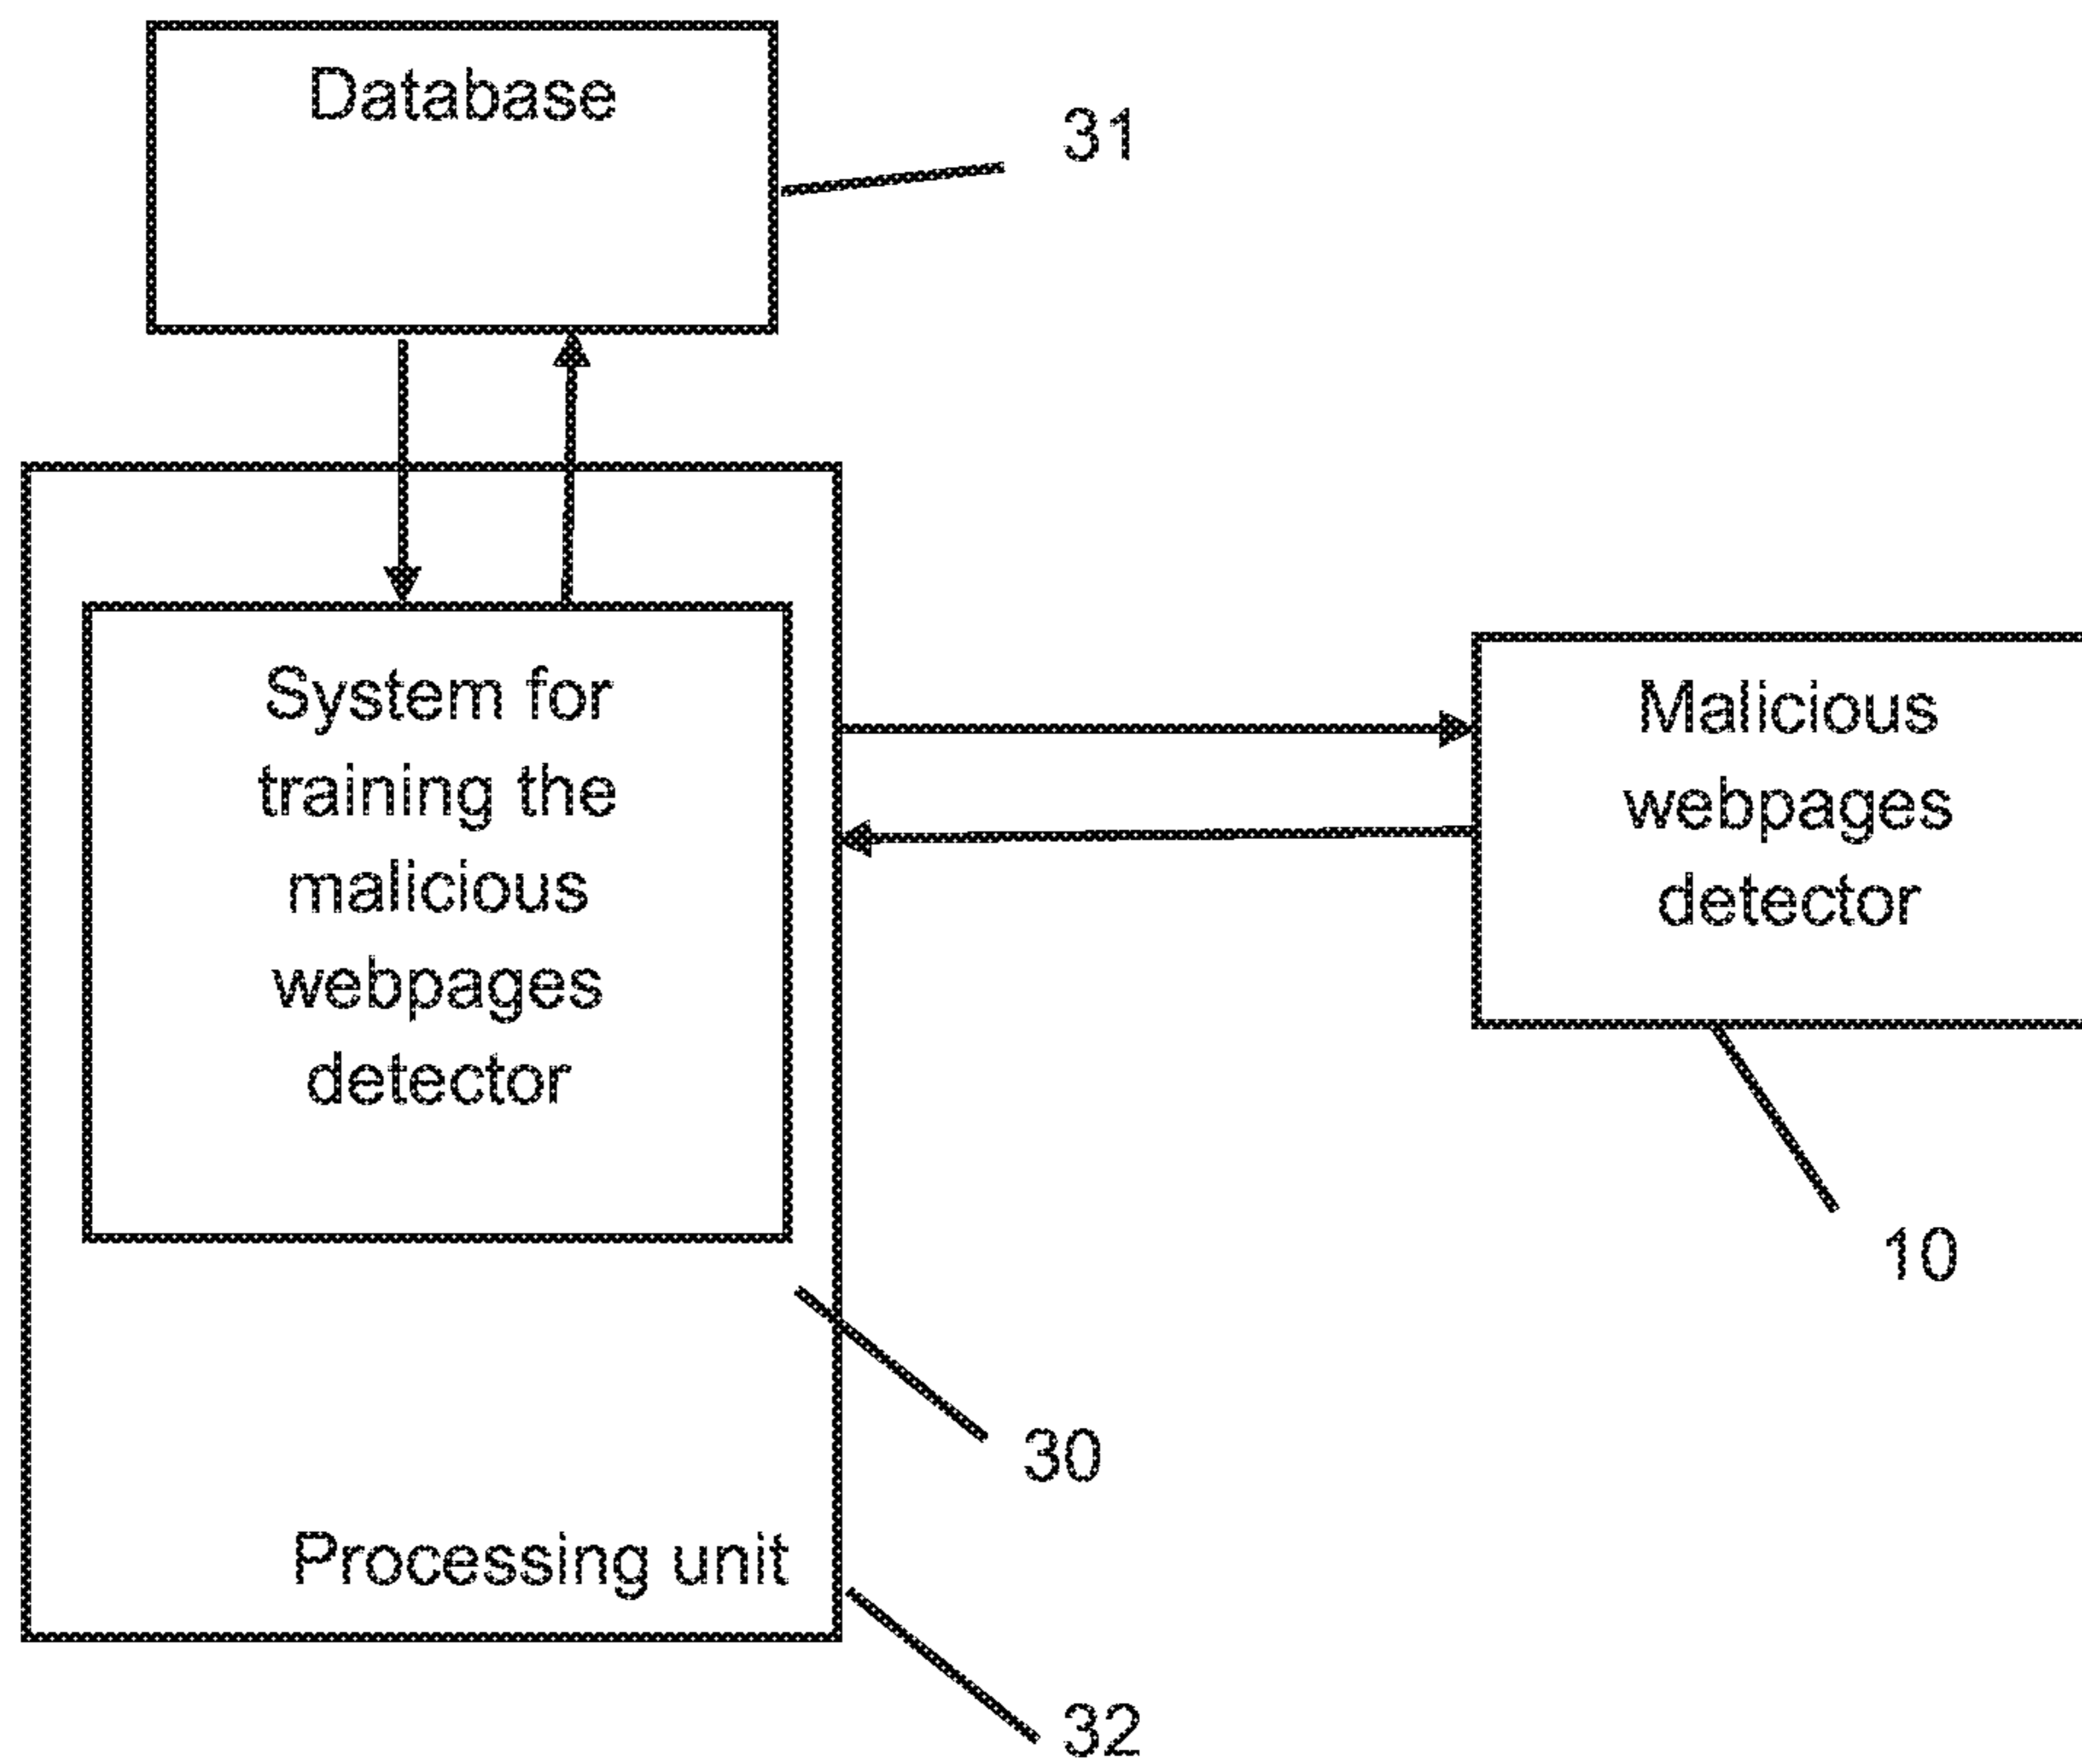 Database
31
System for
training the
malicious
webpages
detector
Malicious
webpages
detector
10
30
Processing unit
32